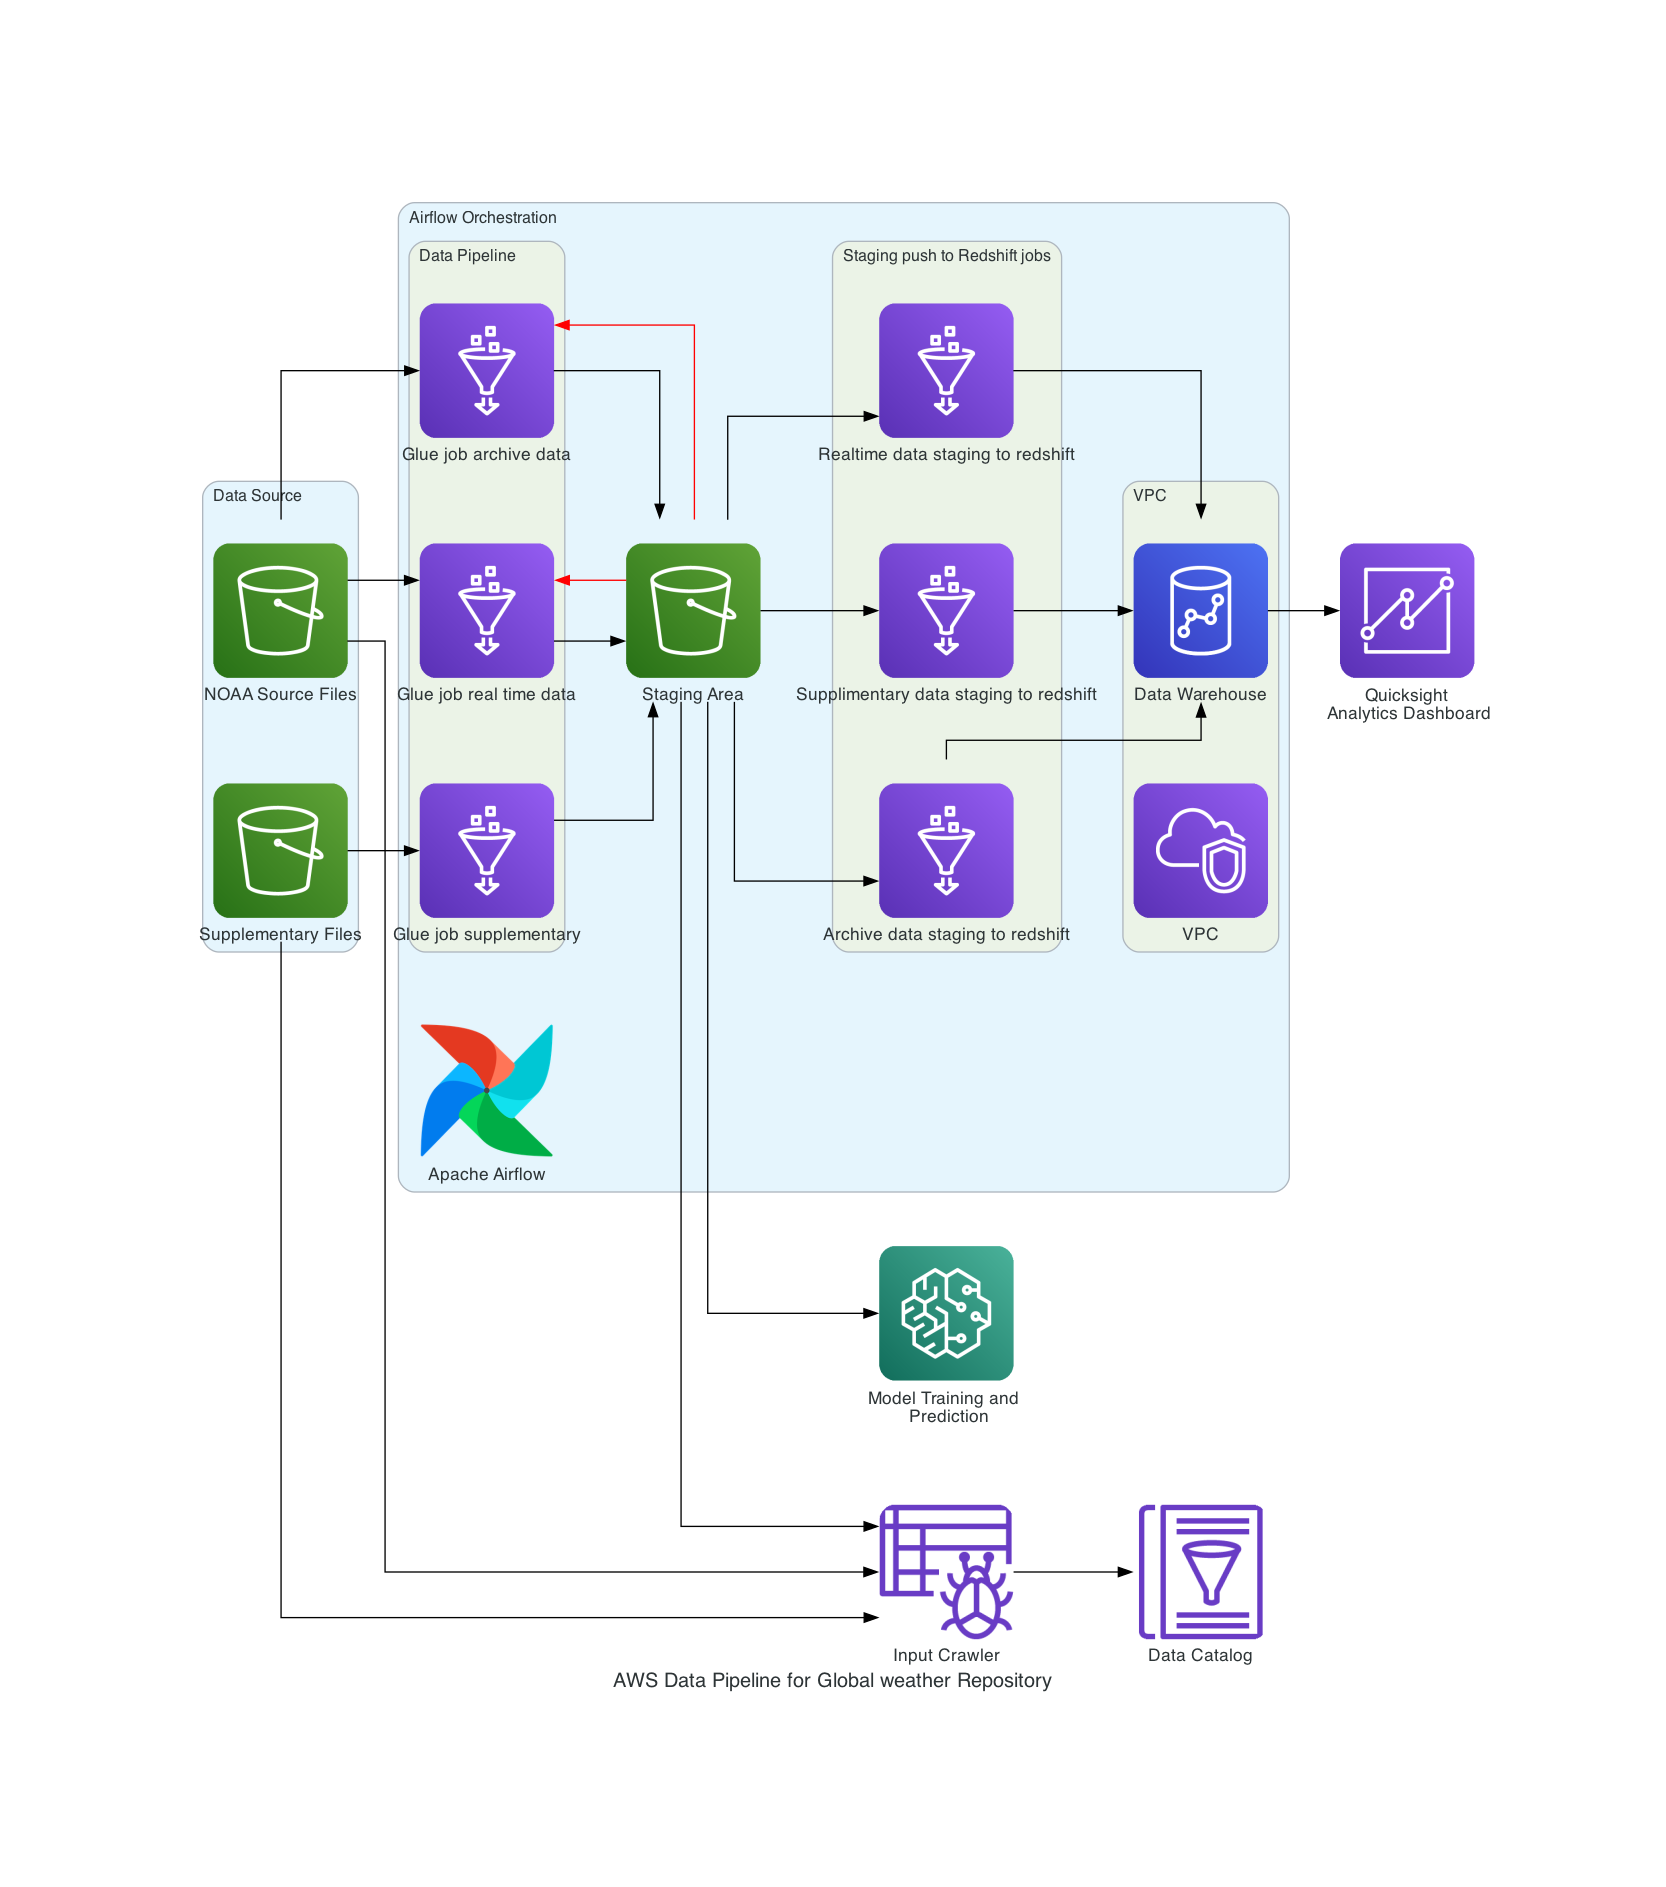 Airflow Orchestration
Data Pipeline
Staging push to Redshift jobs
Glue job archive data
Realtime data staging to redshift
Data Source
VPC
NOAA Source Files
Glue job real time data
Staging Area
Supplimentary data staging to redshift
Data Warehouse
Quicksight
Analytics Dashboard
Supplementary Files
Glue job supplementary
Archive data staging to redshift
VPC
Apache Airflow
Model Training and
Prediction
Input Crawler
Data Catalog
AWS Data Pipeline for Global weather Repository